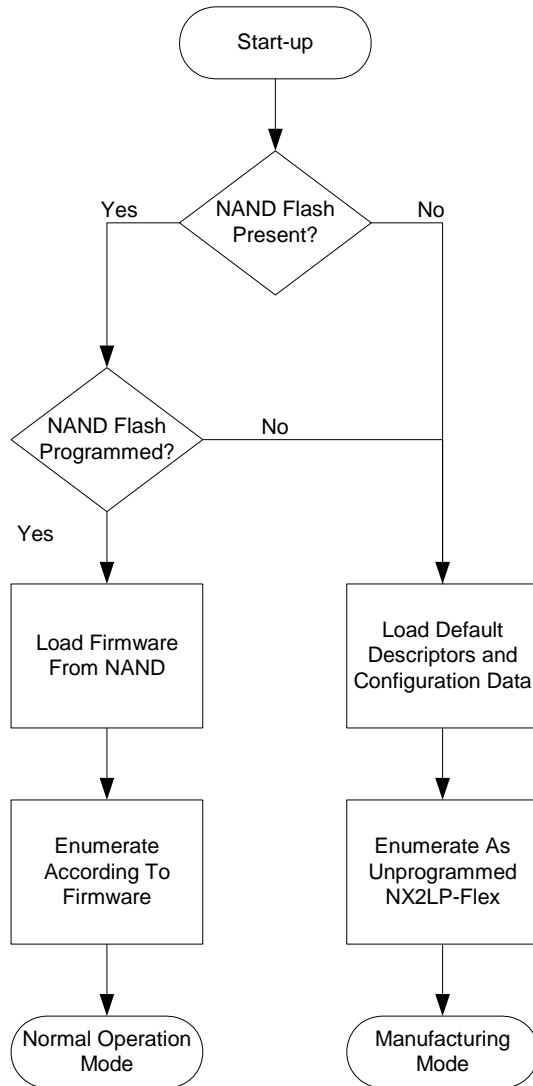 Start-up
Yes
NAND Flash
Present?
No
NAND Flash
Programmed?
No
Yes
Load Firmware
From NAND
Load Default
Descriptors and
Configuration Data
Enumerate
According To
Firmware
Enumerate As
Unprogrammed
NX2LP-Flex
Normal Operation
Mode
Manufacturing
Mode